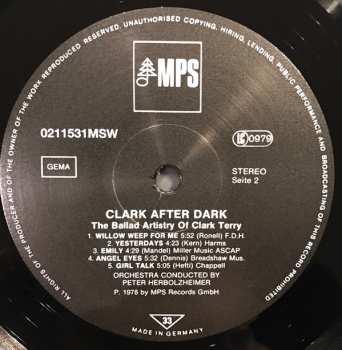 ALL RIGHTS OF THE PRODUCER AND OF THE OWNER OF THE WORK REPRODUCED RESERVED. UNAUTHORISED COPYING, HIRING, LENDING, PUBLIC PERFORMANCE AND BROADCASTING OF THIS RECORD PROHIBITED
MPS
0211531MSW
LC 0979
GEMA
STEREO
Seite 2
CLARK AFTER DARK
The Ballad Artistry Of Clark Terry
1. WILLOW WEEP FOR ME 5:52 (Ronell) F.D.H.
2. YESTERDAYS 4:23 (Kern) Harms
3. EMILY 4:29 (Mandel) Miller Music ASCAP
4. ANGEL EYES 5:32 (Dennis) Breadshaw Mus.
5. GIRL TALK 5:05 (Hefti) Chappell
ORCHESTRA CONDUCTED BY
PETER HERBOLZHEIMER
P. 1978 by MPS Records GmbH
33
MADE IN GERMANY